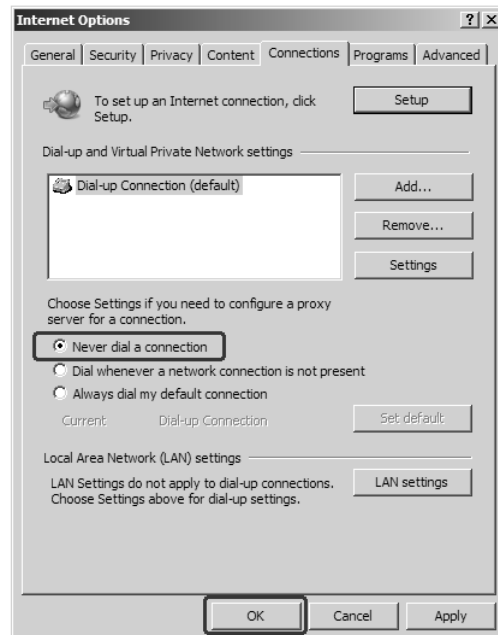 Internet Options
? X
General Security Privacy Content Connections Programs Advanced
To set up an Internet connection, click
Setup.
Setup
Dial-up and Virtual Private Network settings
Dial-up Connection (default)
Add...
Remove...
Settings
Choose Settings if you need to configure a proxy
server for a connection.
Never dial a connection
Dial whenever a network connection is not present
Always dial my default connection
Current Dial-up Connection
Set default
Local Area Network (LAN) settings
LAN Settings do not apply to dial-up connections.
Choose Settings above for dial-up settings.
LAN settings
OK Cancel Apply